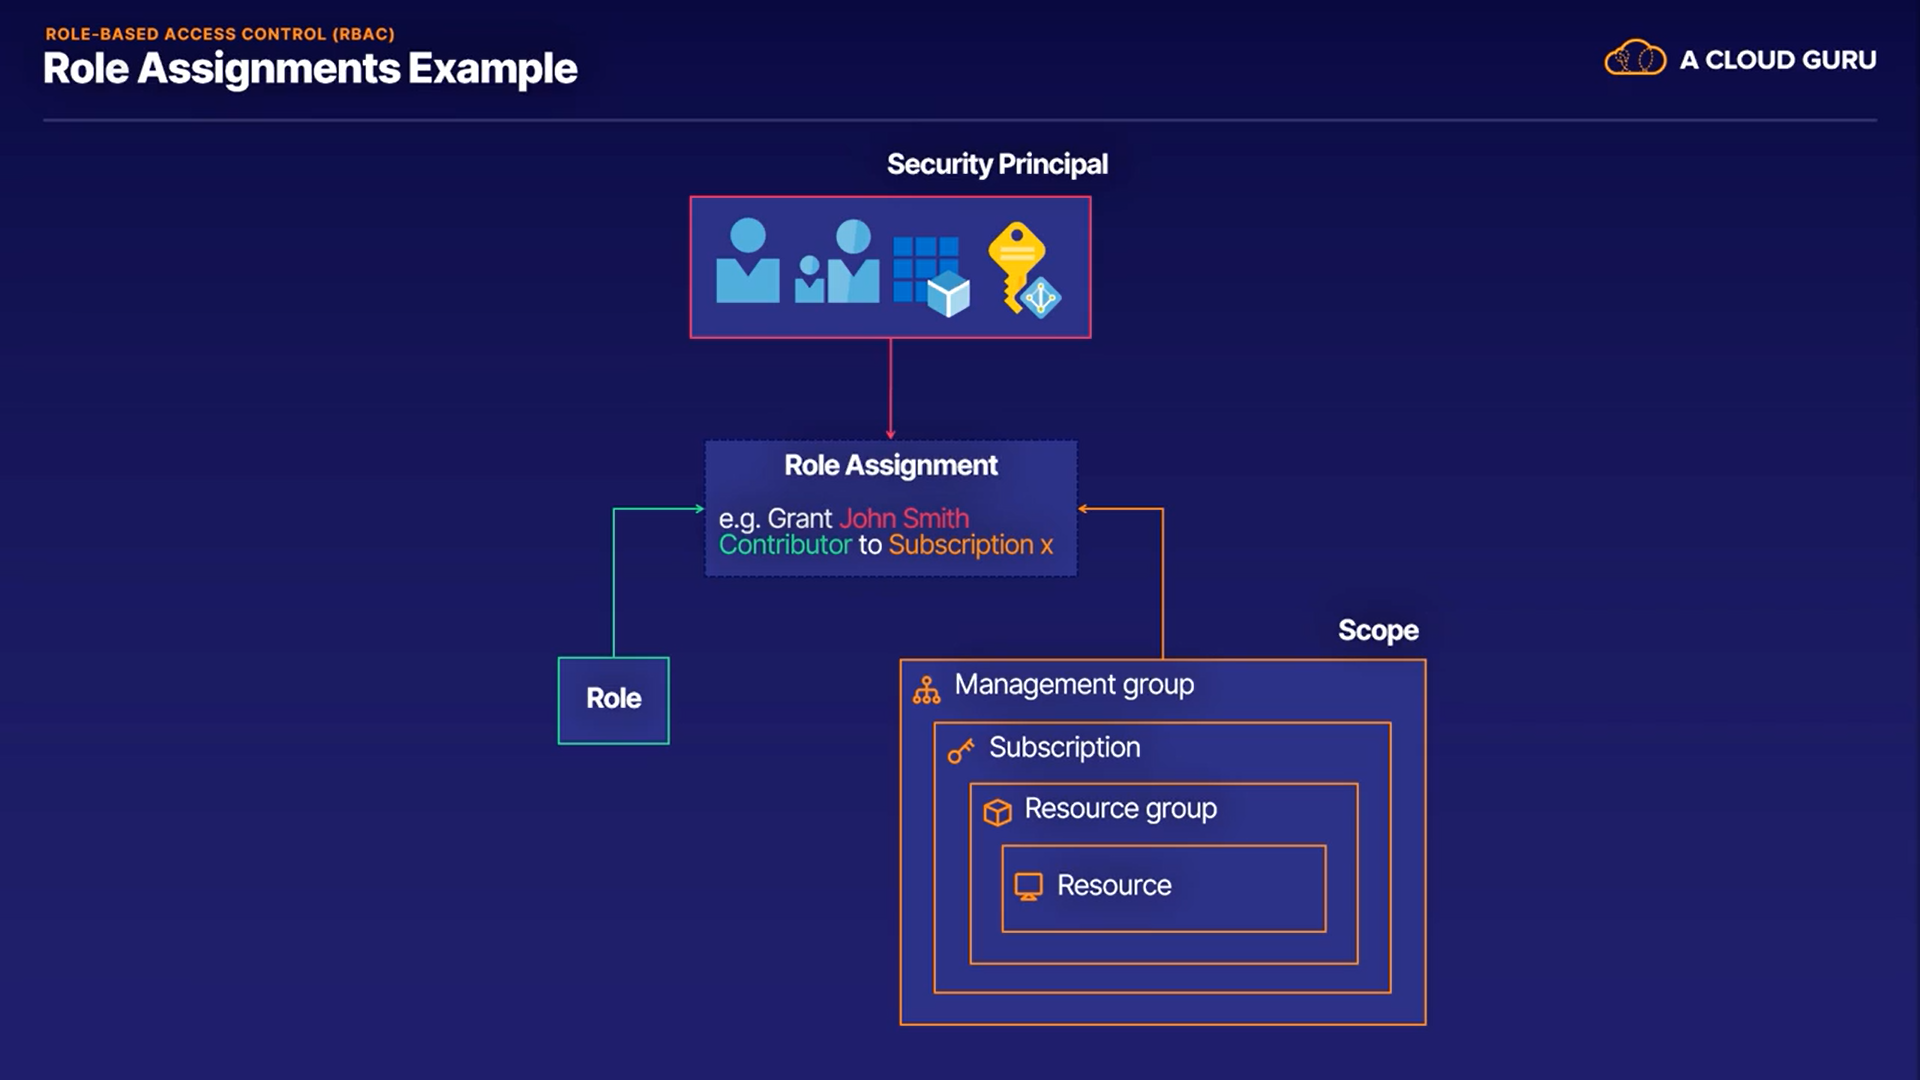 ROLE-BASED ACCESS CONTROL (RBAC)
Role Assignments Example
A CLOUD GURU
Security Principal
Role Assignment
e.g. Grant John Smith
Contributor to Subscription x
Role
Scope
Management group
Subscription
Resource group
Resource